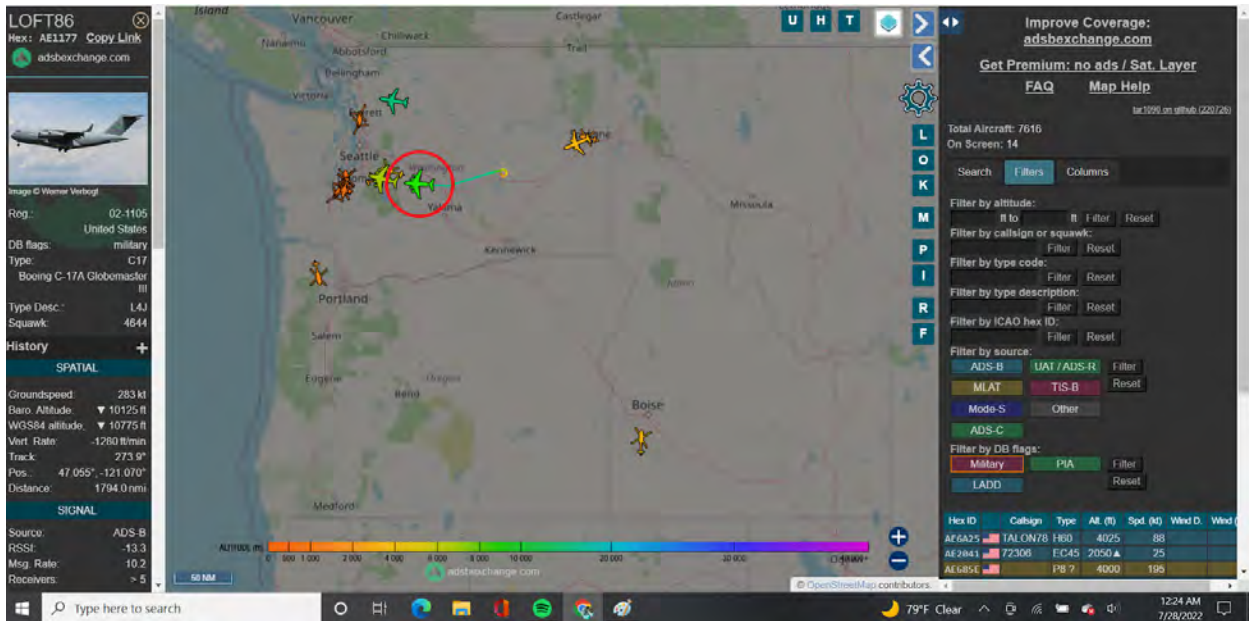 LOFT86
Hex: AE1177 Copy Link
adsbexchange.com
Image © Werner Verbogt
Reg.: 02-1105
United States
DB flags: military
Type: C17
Boeing C-17A Globemaster
III
Type Desc.: L4J
Squawk: 4644
History +
SPATIAL
Groundspeed: 283 kt
Baro. Altitude: ▼ 10125 ft
WGS84 altitude: ▼ 10775 ft
Vert. Rate: -1280 ft/min
Track: 273.9°
Pos.: 47.055°, -121.070°
Distance: 1794.0 nmi
SIGNAL
Source: ADS-B
RSSI: -13.3
Msg. Rate: 10.2
Receivers: > 5
Island
Vancouver
Castlegar
Nanaimo
Chilliwack
Abbotsford
Trail
Bellingham
Victoria
Seattle
Washington
Yakima
Missoula
Kennewick
Portland
Salem
Eugene
Oregon
Bend
Boise
Medford
ALTITUDE (m)
0 500 1 000 2 000 4 000 6 000 8 000 10 000 20 000
adsbexchange.com
50 NM
© OpenStreetMap contributors.
U H T
L
O
K
M
P
I
R
F
Improve Coverage:
adsbexchange.com
Get Premium: no ads / Sat. Layer
FAQ Map Help
tar1090 on github (220726)
Total Aircraft: 7616
On Screen: 14
Search Filters Columns
Filter by altitude:
ft to ft Filter Reset
Filter by callsign or squawk:
Filter Reset
Filter by type code:
Filter Reset
Filter by type description:
Filter Reset
Filter by ICAO hex ID:
Filter Reset
Filter by source:
ADS-B UAT / ADS-R Filter
MLAT TIS-B Reset
Mode-S Other
ADS-C
Filter by DB flags:
Military PIA Filter
LADD Reset
Hex ID Callsign Type Alt. (ft) Spd. (kt) Wind D. Wind (
AE6A25 TALON78 H60 4025 88
AE2041 72306 EC45 2050▲ 25
AE685E P8 ? 4000 195
Type here to search
79°F Clear
12:24 AM
7/28/2022